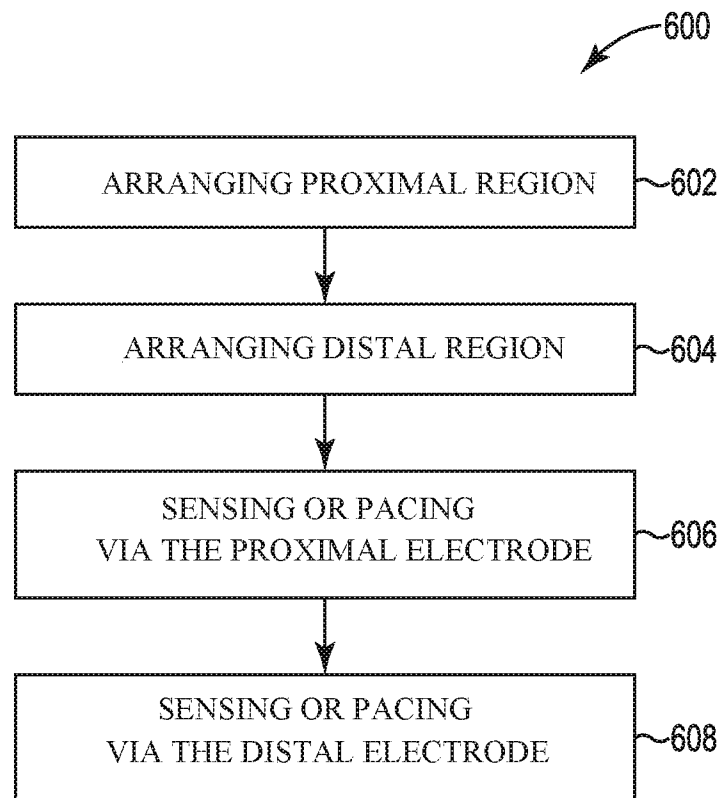 600
ARRANGING PROXIMAL REGION
602
ARRANGING DISTAL REGION
604
SENSING OR PACING
VIA THE PROXIMAL ELECTRODE
606
SENSING OR PACING
VIA THE DISTAL ELECTRODE
608